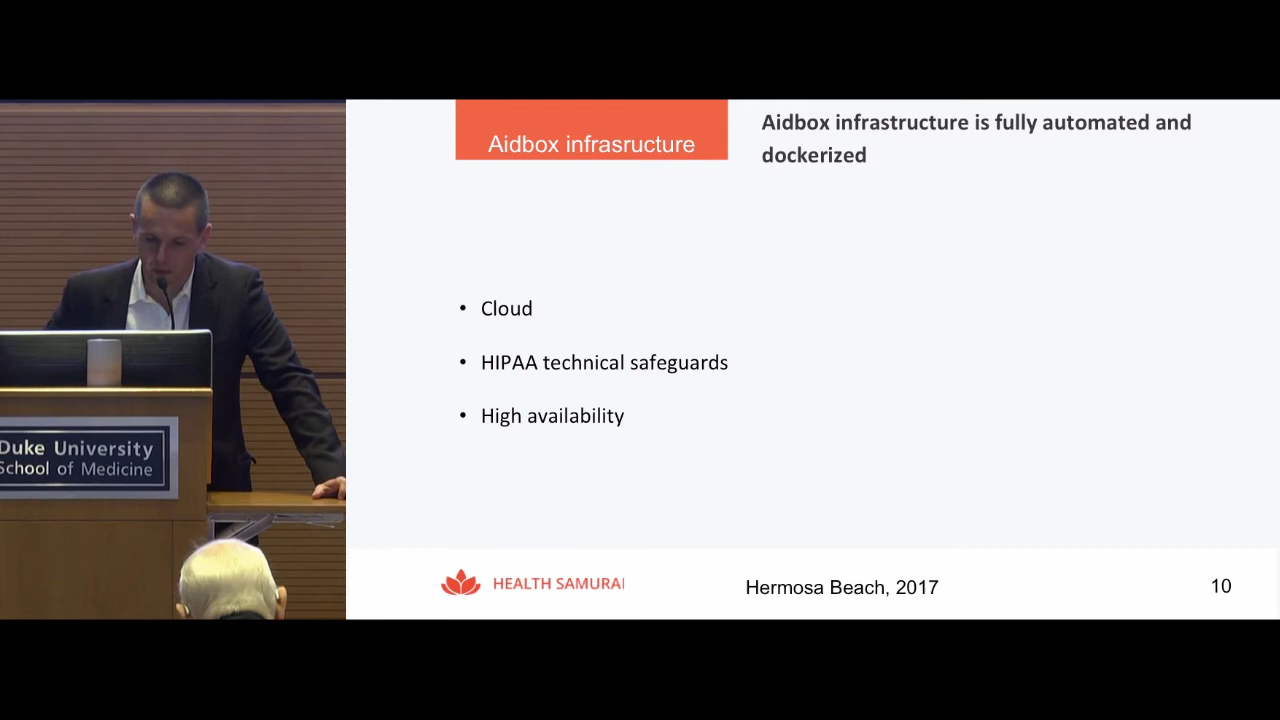 Aidbox infrasructure
Aidbox infrastructure is fully automated and
dockerized
• Cloud
• HIPAA technical safeguards
• High availability
Duke University
School of Medicine
HEALTH SAMURAI
Hermosa Beach, 2017
10